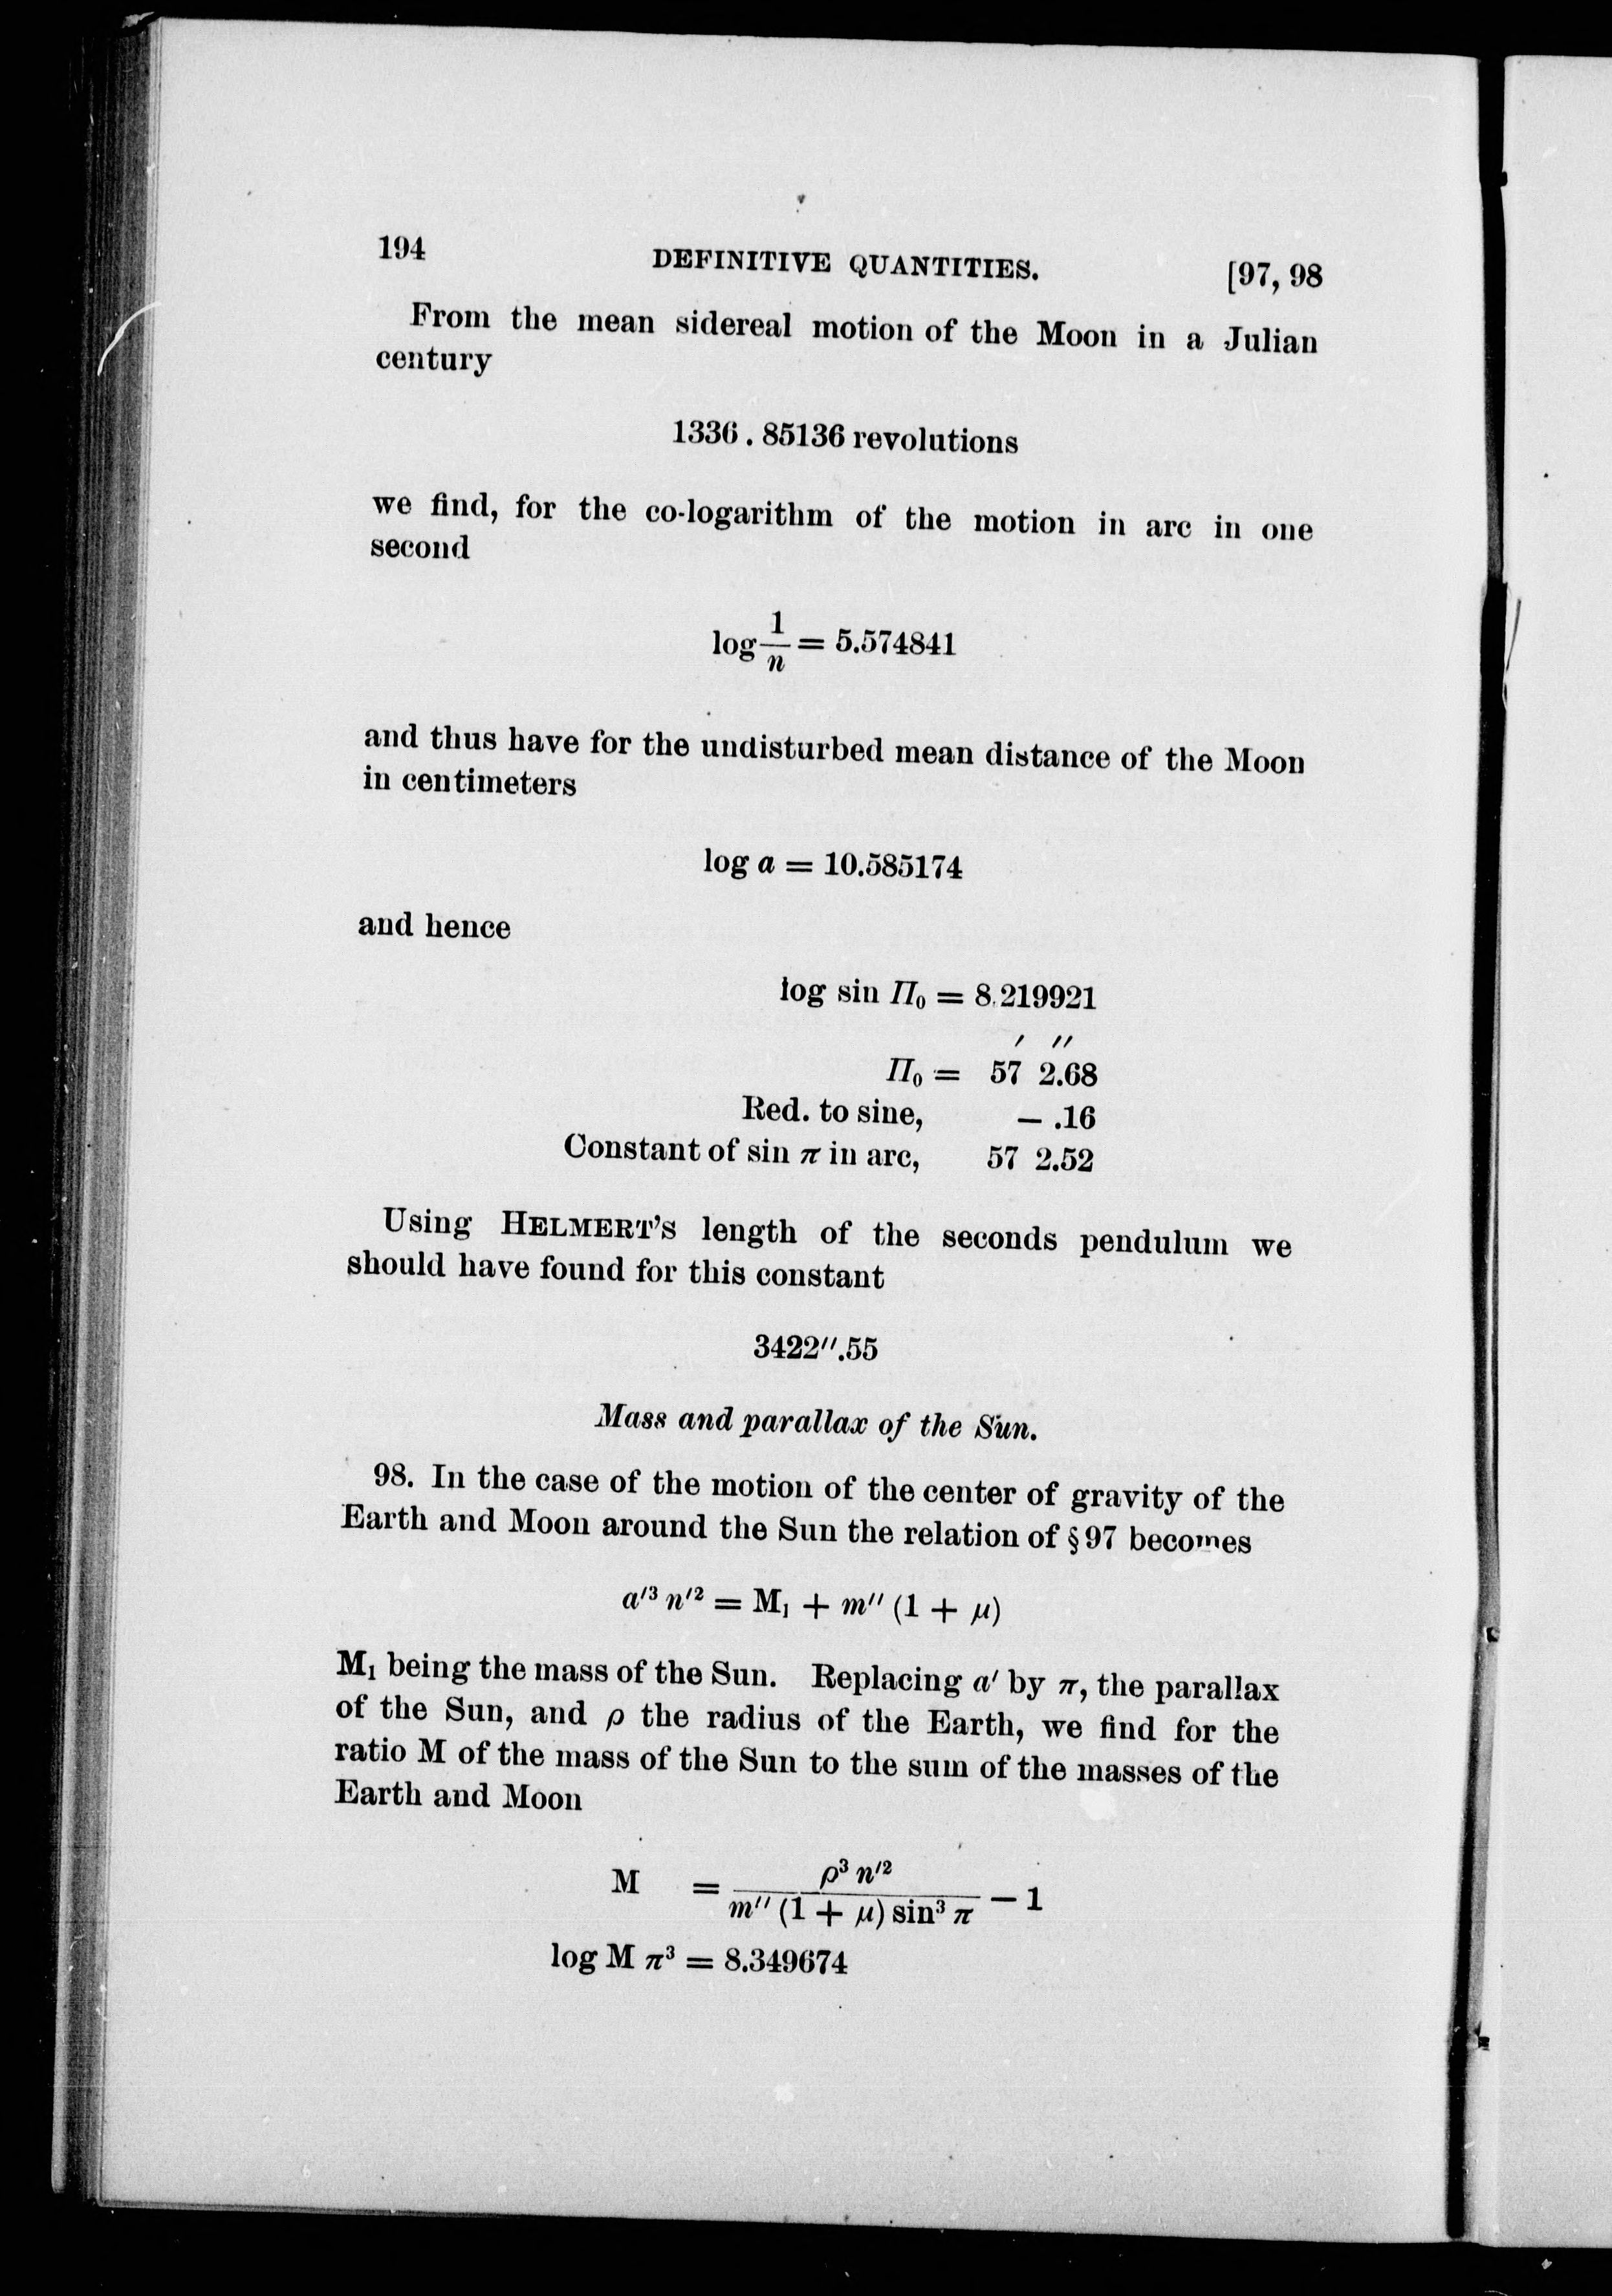 194 DEFINITIVE QUANTITIES. [97, 98
From the mean sidereal motion of the Moon in a Julian
century
1336 . 85136 revolutions
we find, for the co-logarithm of the motion in arc in one
second
log 1/n = 5.574841
and thus have for the undisturbed mean distance of the Moon
in centimeters
log a = 10.585174
and hence
log sin Π₀ = 8.219921
′ ″
Π₀ = 57 2.68
Red. to sine, − .16
Constant of sin π in arc, 57 2.52
Using HELMERT'S length of the seconds pendulum we
should have found for this constant
3422″.55
Mass and parallax of the Sun.
98. In the case of the motion of the center of gravity of the
Earth and Moon around the Sun the relation of § 97 becomes
a′³ n′² = M₁ + m″ (1 + μ)
M₁ being the mass of the Sun. Replacing a′ by π, the parallax
of the Sun, and ρ the radius of the Earth, we find for the
ratio M of the mass of the Sun to the sum of the masses of the
Earth and Moon
M = ρ³ n′² / m″ (1 + μ) sin³ π − 1
log M π³ = 8.349674